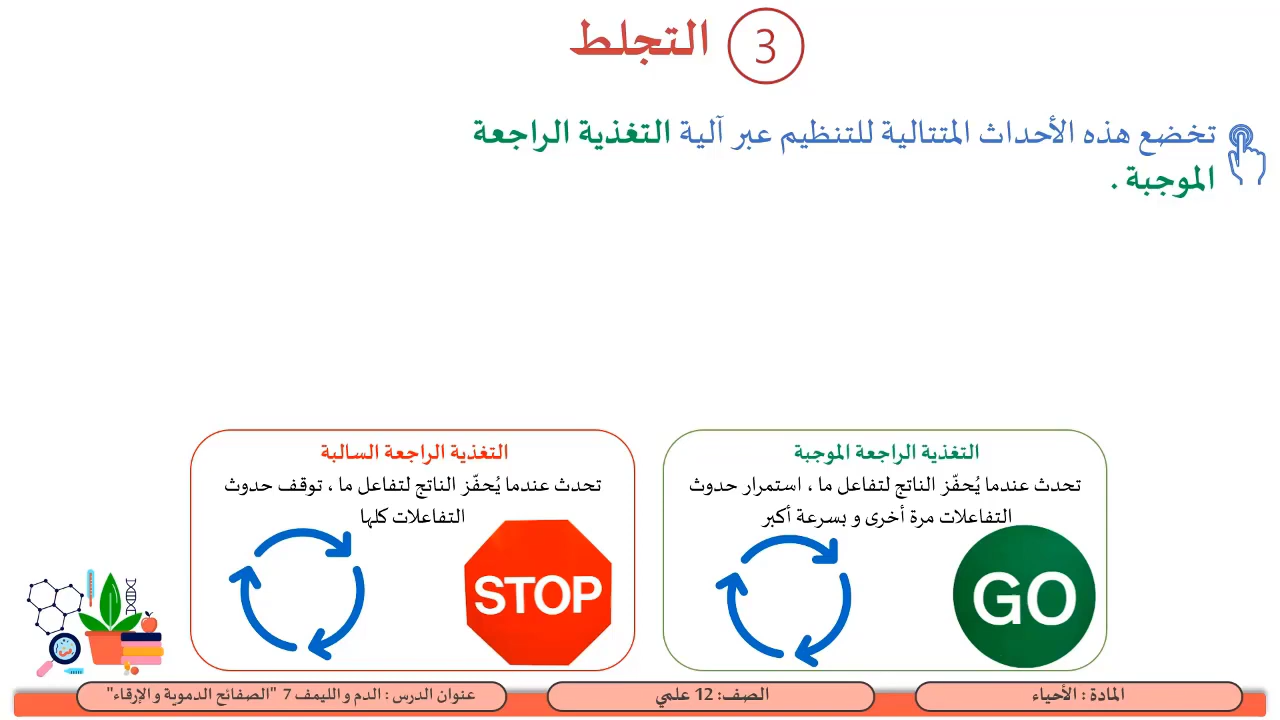 3 التجلط
تخضع هذه الأحداث المتتالية للتنظيم عبر آلية التغذية الراجعة
الموجبة .
التغذية الراجعة الموجبة
تحدث عندما يُحفّز الناتج لتفاعل ما ، استمرار حدوث
التفاعلات مرة أخرى و بسرعة أكبر
GO
التغذية الراجعة السالبة
تحدث عندما يُحفّز الناتج لتفاعل ما ، توقف حدوث
التفاعلات كلها
STOP
المادة : الأحياء
الصف: 12 علمي
عنوان الدرس : الدم و الليمف 7 "الصفائح الدموية و الإرقاء"